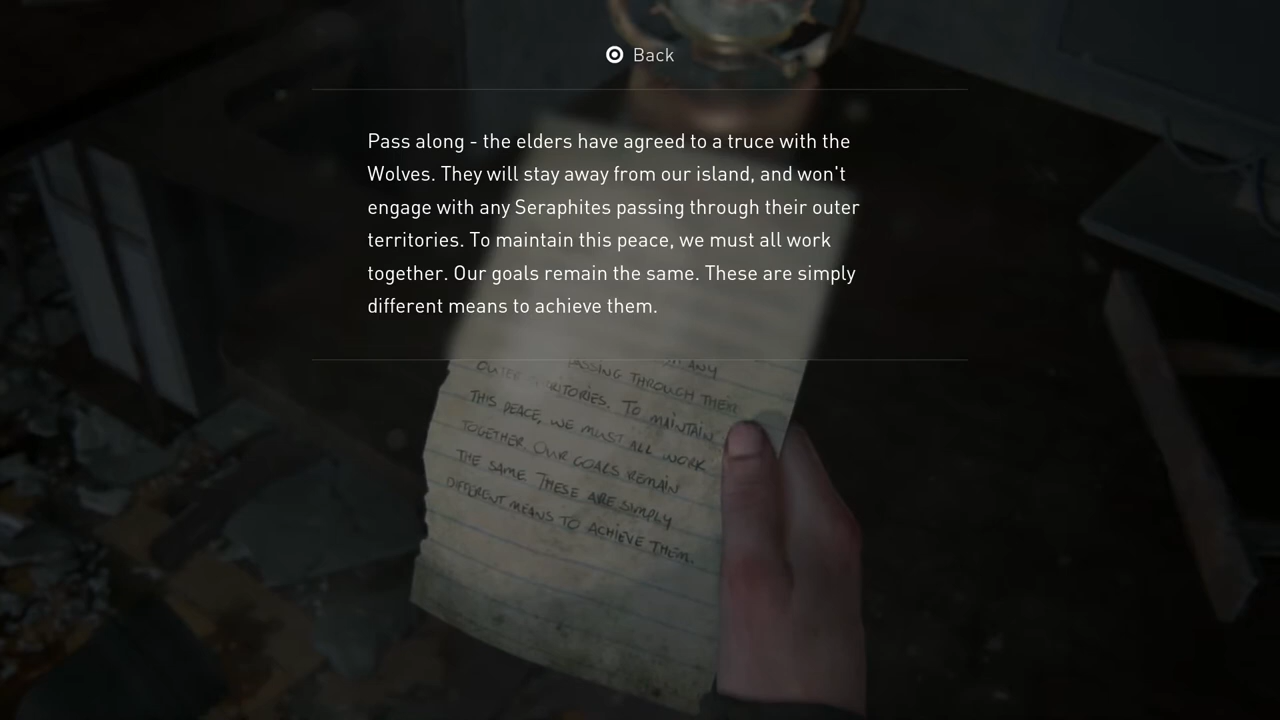 Back
Pass along - the elders have agreed to a truce with the
Wolves. They will stay away from our island, and won't
engage with any Seraphites passing through their outer
territories. To maintain this peace, we must all work
together. Our goals remain the same. These are simply
different means to achieve them.
ANY
PASSING THROUGH THEIR
OUTER TERRITORIES. TO MAINTAIN
THIS PEACE, WE MUST ALL WORK
TOGETHER. OUR GOALS REMAIN
THE SAME. THESE ARE SIMPLY
DIFFERENT MEANS TO ACHIEVE THEM.